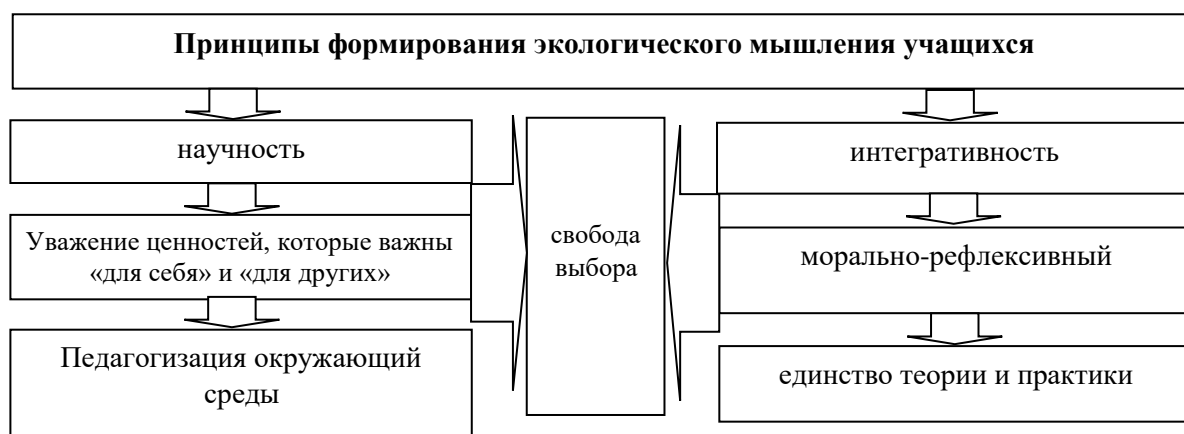 Принципы формирования экологического мышления учащихся
научность
Уважение ценностей, которые важны
«для себя» и «для других»
Педагогизация окружающий
среды
свобода
выбора
интегративность
морально-рефлексивный
единство теории и практики